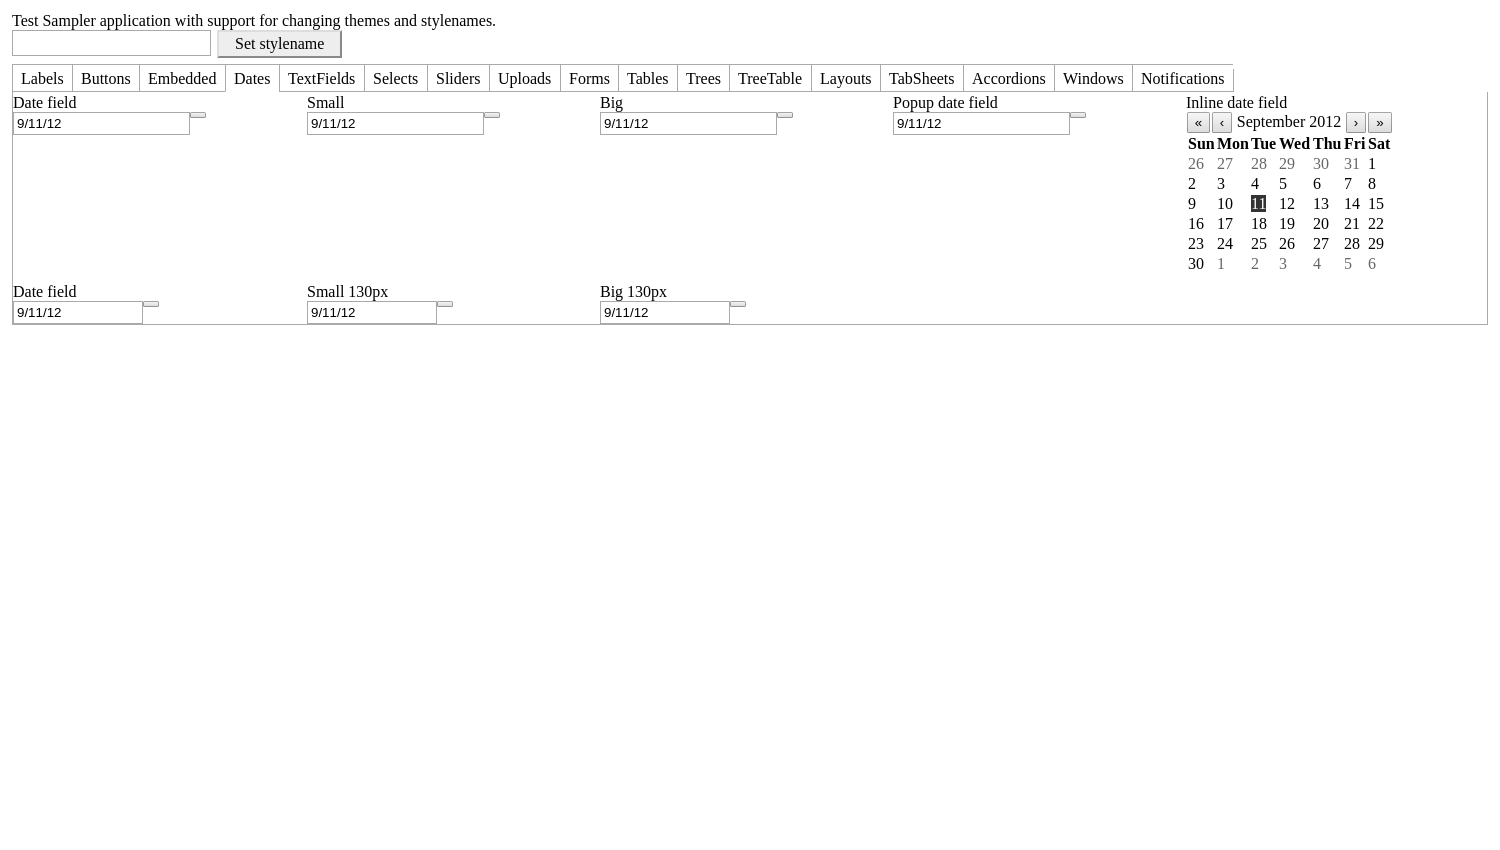 Test Sampler application with support for changing themes and stylenames.
Set stylename
Labels Buttons Embedded Dates TextFields Selects Sliders Uploads Forms Tables Trees TreeTable Layouts TabSheets Accordions Windows Notifications
Date field Small Big Popup date field Inline date field
9/11/12 9/11/12 9/11/12 9/11/12 « ‹ September 2012 › »
Sun Mon Tue Wed Thu Fri Sat
26 27 28 29 30 31 1
2 3 4 5 6 7 8
9 10 11 12 13 14 15
16 17 18 19 20 21 22
23 24 25 26 27 28 29
30 1 2 3 4 5 6
Date field Small 130px Big 130px
9/11/12 9/11/12 9/11/12